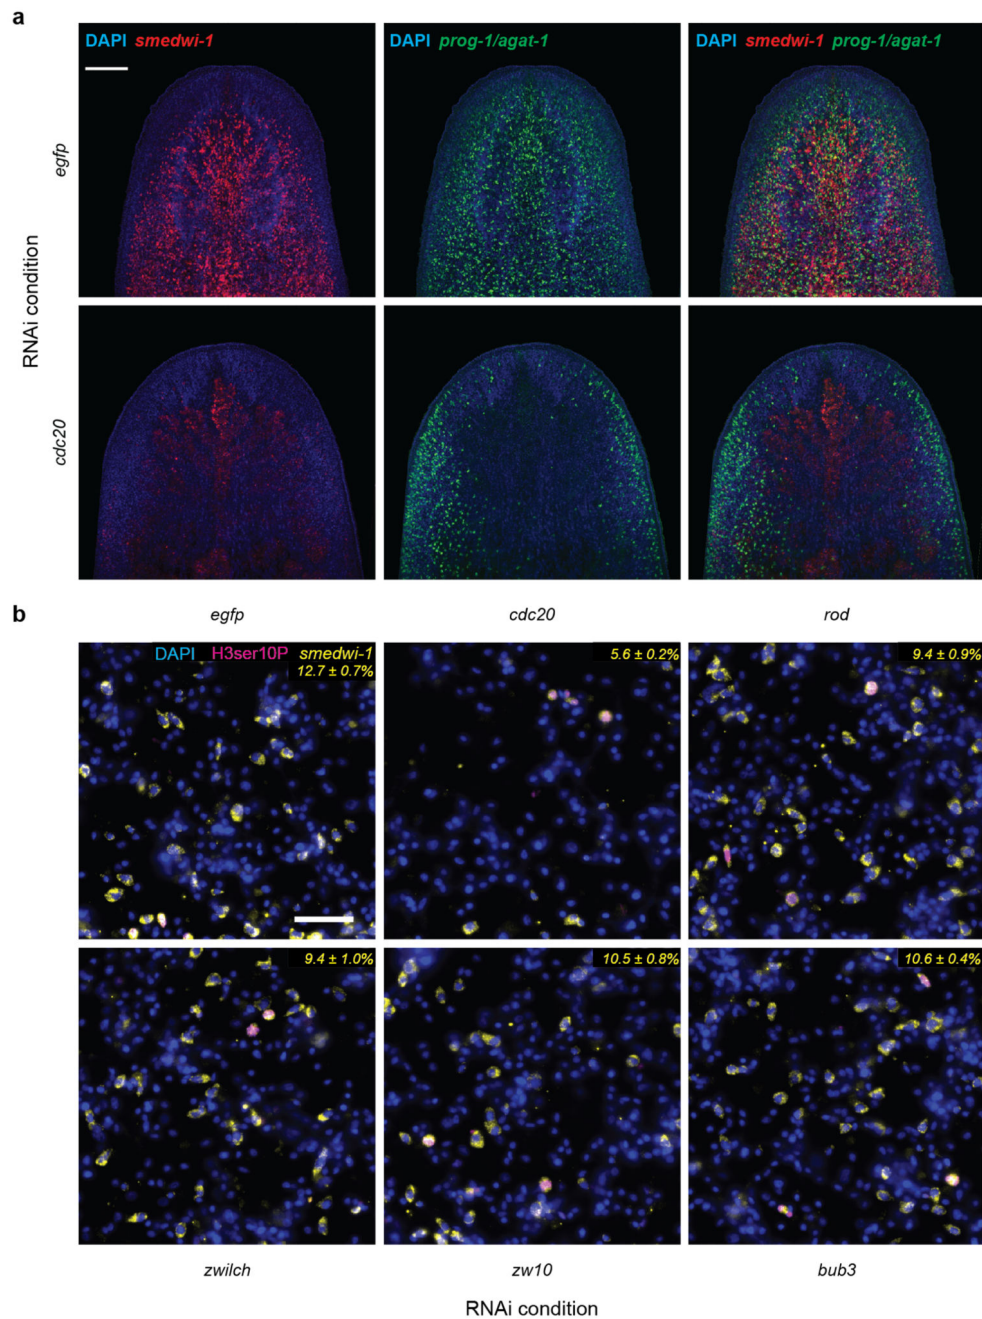 a
DAPI smedwi-1
DAPI prog-1/agat-1
DAPI smedwi-1 prog-1/agat-1
egfp
RNAi condition
cdc20
b
egfp
cdc20
rod
DAPI H3ser10P smedwi-1
12.7 ± 0.7%
5.6 ± 0.2%
9.4 ± 0.9%
9.4 ± 1.0%
10.5 ± 0.8%
10.6 ± 0.4%
zwilch
zw10
bub3
RNAi condition